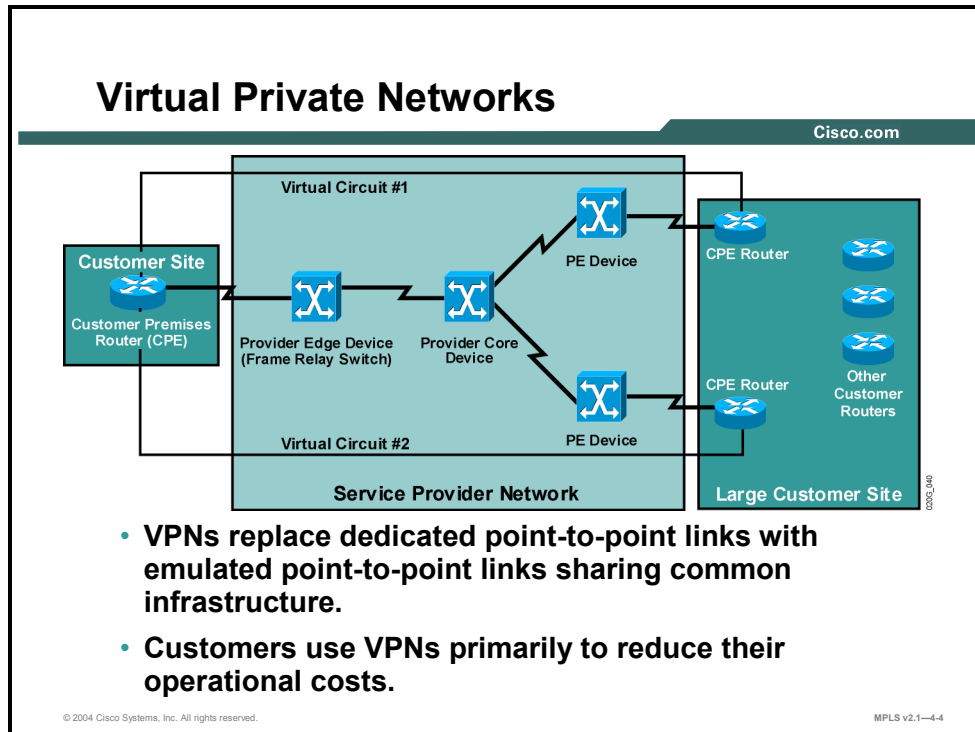 Virtual Private Networks
Cisco.com
Virtual Circuit #1
PE Device
CPE Router
Customer Site
Customer Premises
Router (CPE)
Provider Edge Device
(Frame Relay Switch)
Provider Core
Device
CPE Router
Other
Customer
Routers
PE Device
Virtual Circuit #2
Service Provider Network
Large Customer Site
020G_040
• VPNs replace dedicated point-to-point links with
emulated point-to-point links sharing common
infrastructure.
• Customers use VPNs primarily to reduce their
operational costs.
© 2004 Cisco Systems, Inc. All rights reserved.
MPLS v2.1—4-4